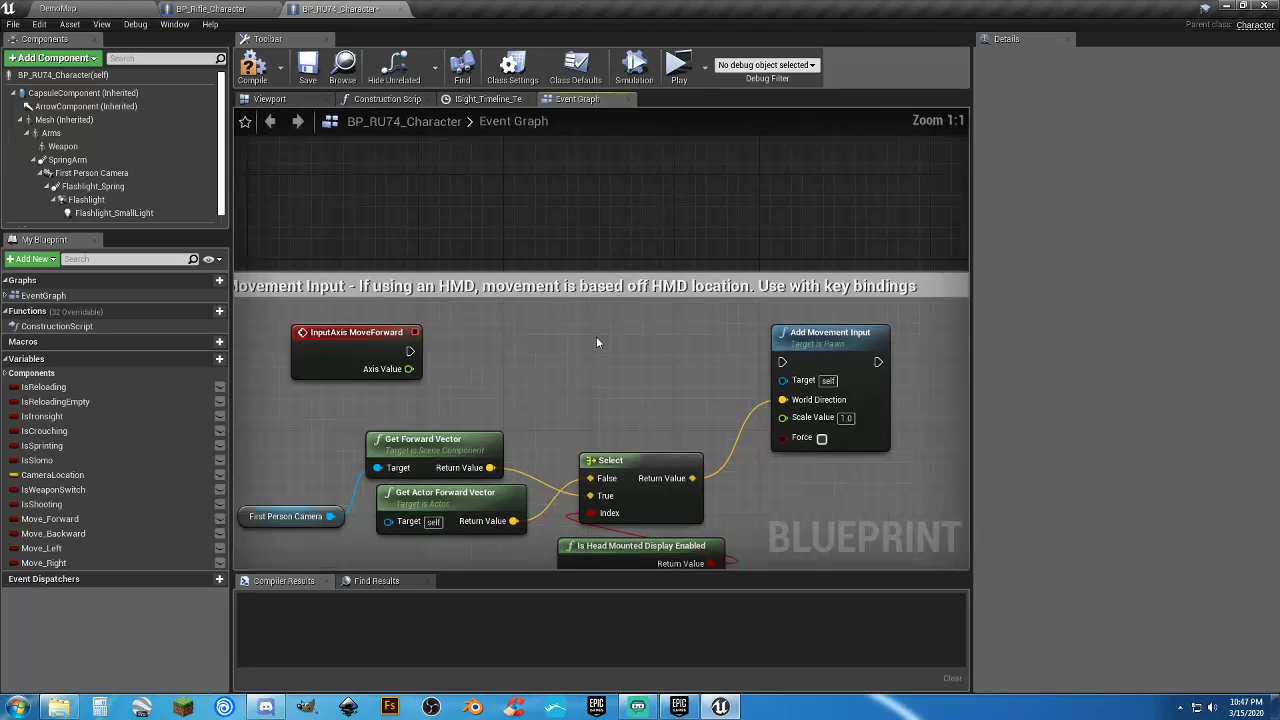 DemoMap
BP_Rifle_Character
BP_RU74_Character*
File
Edit
Asset
View
Debug
Window
Help
Parent class: Character
Components
Toolbar
Details
+Add Component
Search
BP_RU74_Character(self)
CapsuleComponent (Inherited)
ArrowComponent (Inherited)
Mesh (Inherited)
Arms
Weapon
SpringArm
First Person Camera
Flashlight_Spring
Flashlight
Flashlight_SmallLight
Compile
Save
Browse
Hide Unrelated
Find
Class Settings
Class Defaults
Simulation
Play
No debug object selected
Debug Filter
Viewport
Construction Scrip
ISight_Timeline_Te
Event Graph
BP_RU74_Character > Event Graph
Zoom 1:1
My Blueprint
+Add New
Search
Graphs
EventGraph
Functions (32 Overridable)
ConstructionScript
Macros
Variables
Components
IsReloading
IsReloadingEmpty
IsIronsight
IsCrouching
IsSprinting
IsSlomo
CameraLocation
IsWeaponSwitch
IsShooting
Move_Forward
Move_Backward
Move_Left
Move_Right
Event Dispatchers
Movement Input - If using an HMD, movement is based off HMD location. Use with key bindings
InputAxis MoveForward
Axis Value
Add Movement Input
Target is Pawn
Target self
World Direction
Scale Value 1.0
Force
Get Forward Vector
Target is Scene Component
Target
Return Value
Get Actor Forward Vector
Target is Actor
Target self
Return Value
First Person Camera
Select
False
Return Value
True
Index
Is Head Mounted Display Enabled
Return Value
BLUEPRINT
Compiler Results
Find Results
Clear
Fs
EPIC GAMES
EPIC GAMES
10:47 PM
3/15/2020